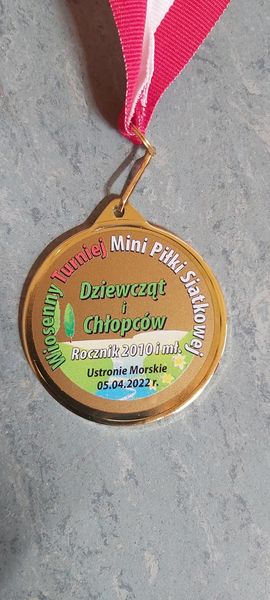 Wiosenny Turniej Mini Piłki Siatkowej
Dziewcząt
i
Chłopców
Rocznik 2010 i mł.
Ustronie Morskie
05.04.2022 r.